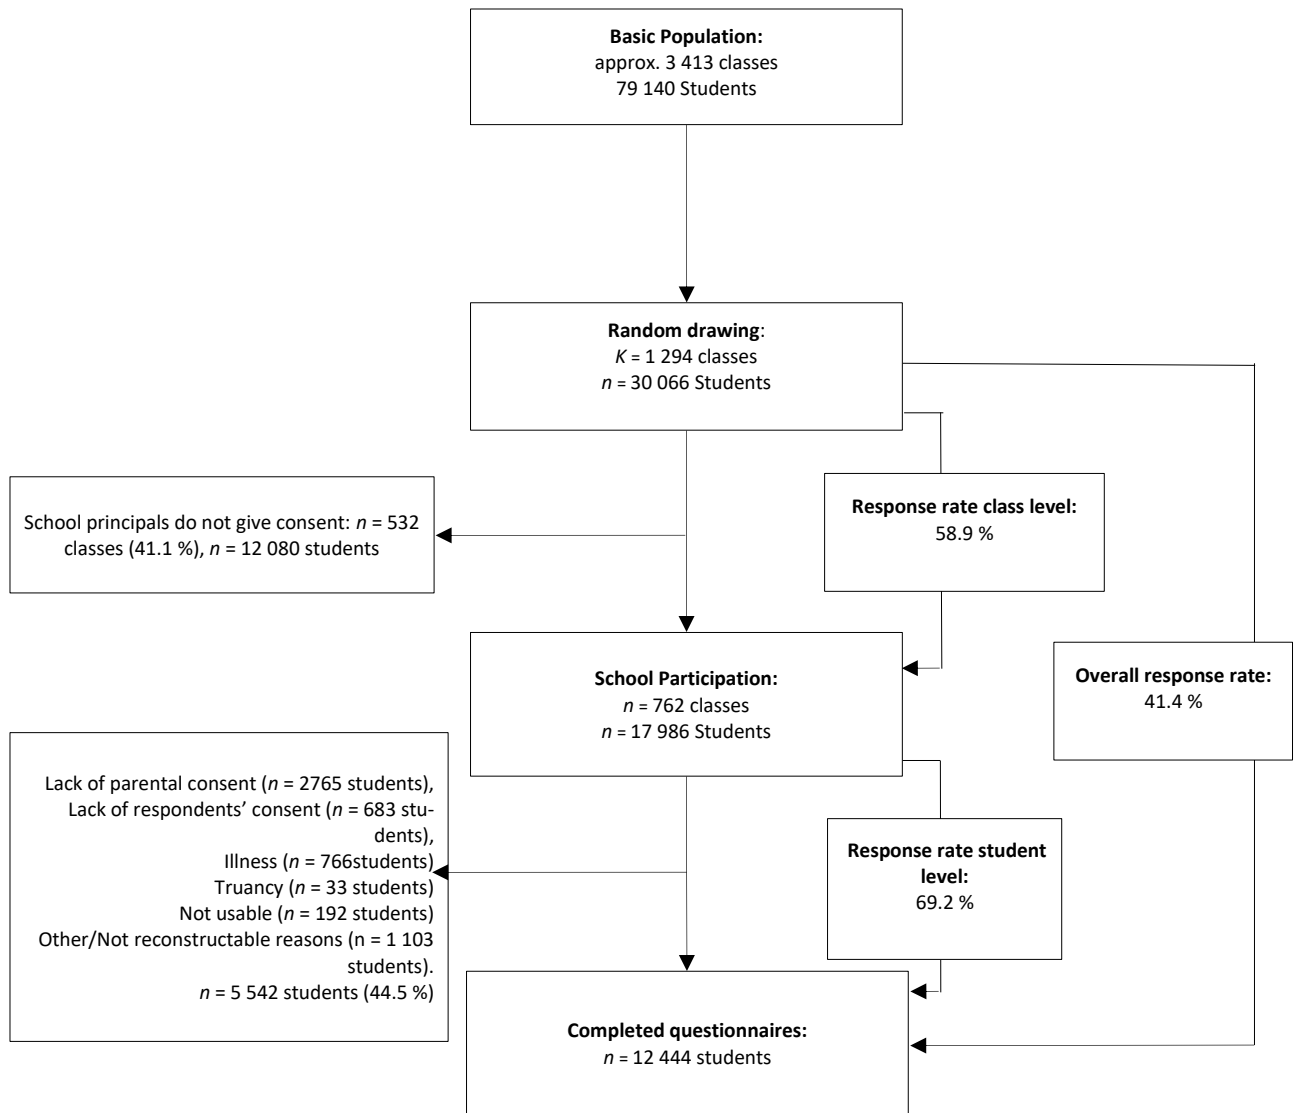 Basic Population:
approx. 3 413 classes
79 140 Students
Random drawing:
K = 1 294 classes
n = 30 066 Students
School principals do not give consent: n = 532
classes (41.1 %), n = 12 080 students
Response rate class level:
58.9 %
School Participation:
n = 762 classes
n = 17 986 Students
Overall response rate:
41.4 %
Lack of parental consent (n = 2765 students),
Lack of respondents’ consent (n = 683 stu-
dents),
Illness (n = 766students)
Truancy (n = 33 students)
Not usable (n = 192 students)
Other/Not reconstructable reasons (n = 1 103
students).
n = 5 542 students (44.5 %)
Response rate student
level:
69.2 %
Completed questionnaires:
n = 12 444 students